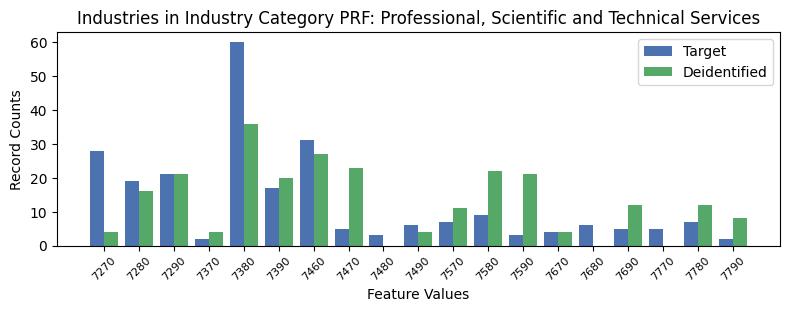 Industries in Industry Category PRF: Professional, Scientific and Technical Services
Target
Deidentified
Record Counts
60
50
40
30
20
10
0
7270 7280 7290 7370 7380 7390 7460 7470 7480 7490 7570 7580 7590 7670 7680 7690 7770 7780 7790
Feature Values